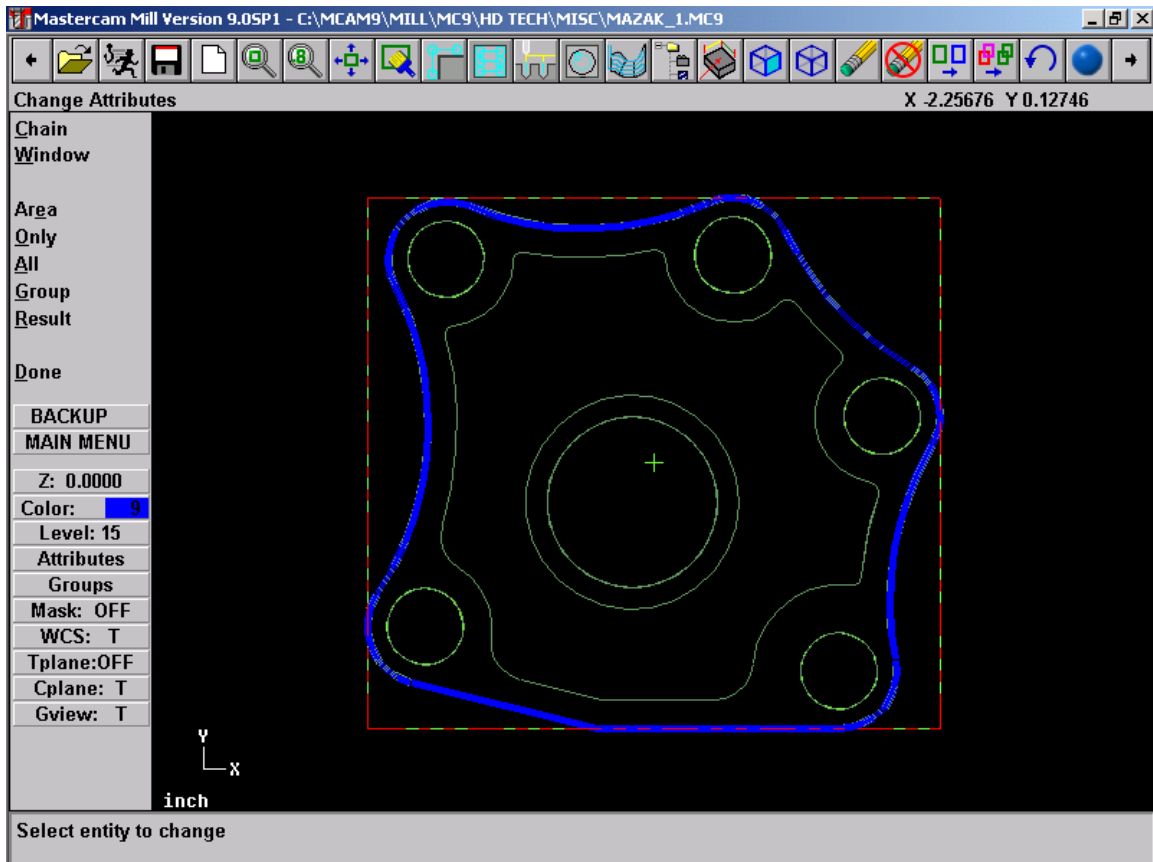 Mastercam Mill Version 9.0SP1 - C:\MCAM9\MILL\MC9\HD TECH\MISC\MAZAK_1.MC9
Change Attributes X -2.25676 Y 0.12746
Chain
Window
Area
Only
All
Group
Result
Done
BACKUP
MAIN MENU
Z: 0.0000
Color: 9
Level: 15
Attributes
Groups
Mask: OFF
WCS: T
Tplane:OFF
Cplane: T
Gview: T
Y
X
inch
Select entity to change